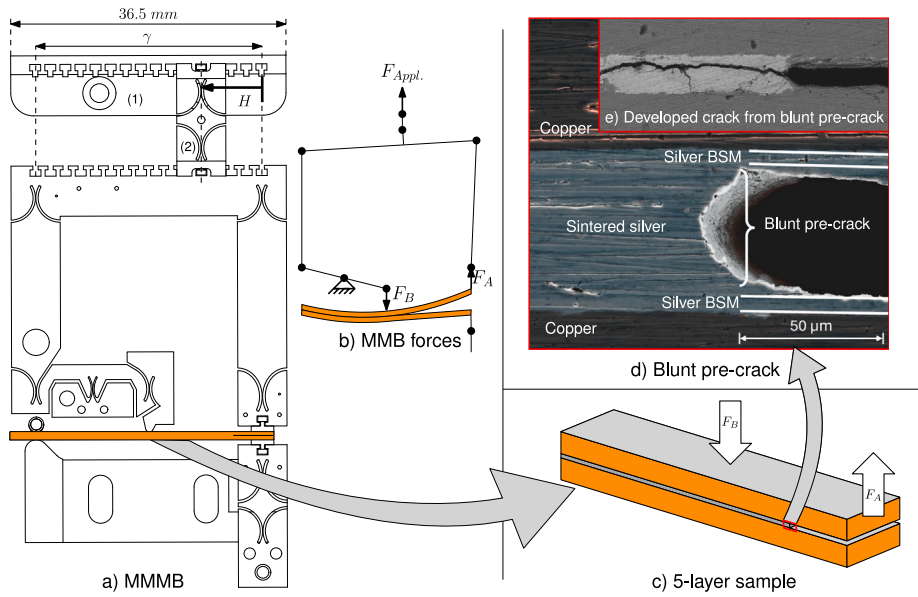 36.5 mm
γ
(1)
H
(2)
a) MMMB
F_Appl.
F_A
F_B
b) MMB forces
e) Developed crack from blunt pre-crack
Copper
Silver BSM
Sintered silver
Blunt pre-crack
Silver BSM
Copper
50 µm
d) Blunt pre-crack
F_B
F_A
c) 5-layer sample